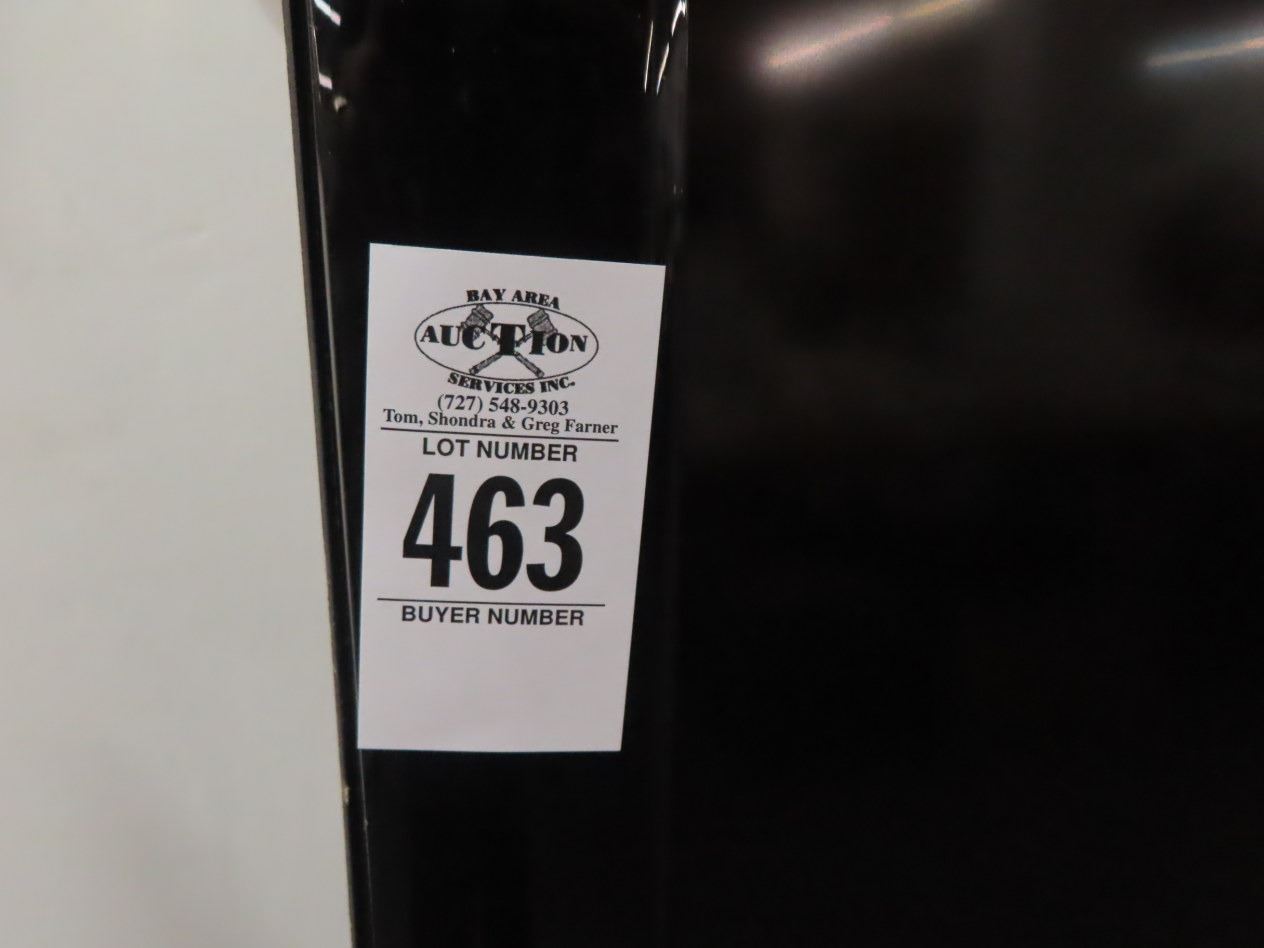 BAY AREA
AUCTION
SERVICES INC.
(727) 548-9303
Tom, Shondra & Greg Farner
LOT NUMBER
463
BUYER NUMBER